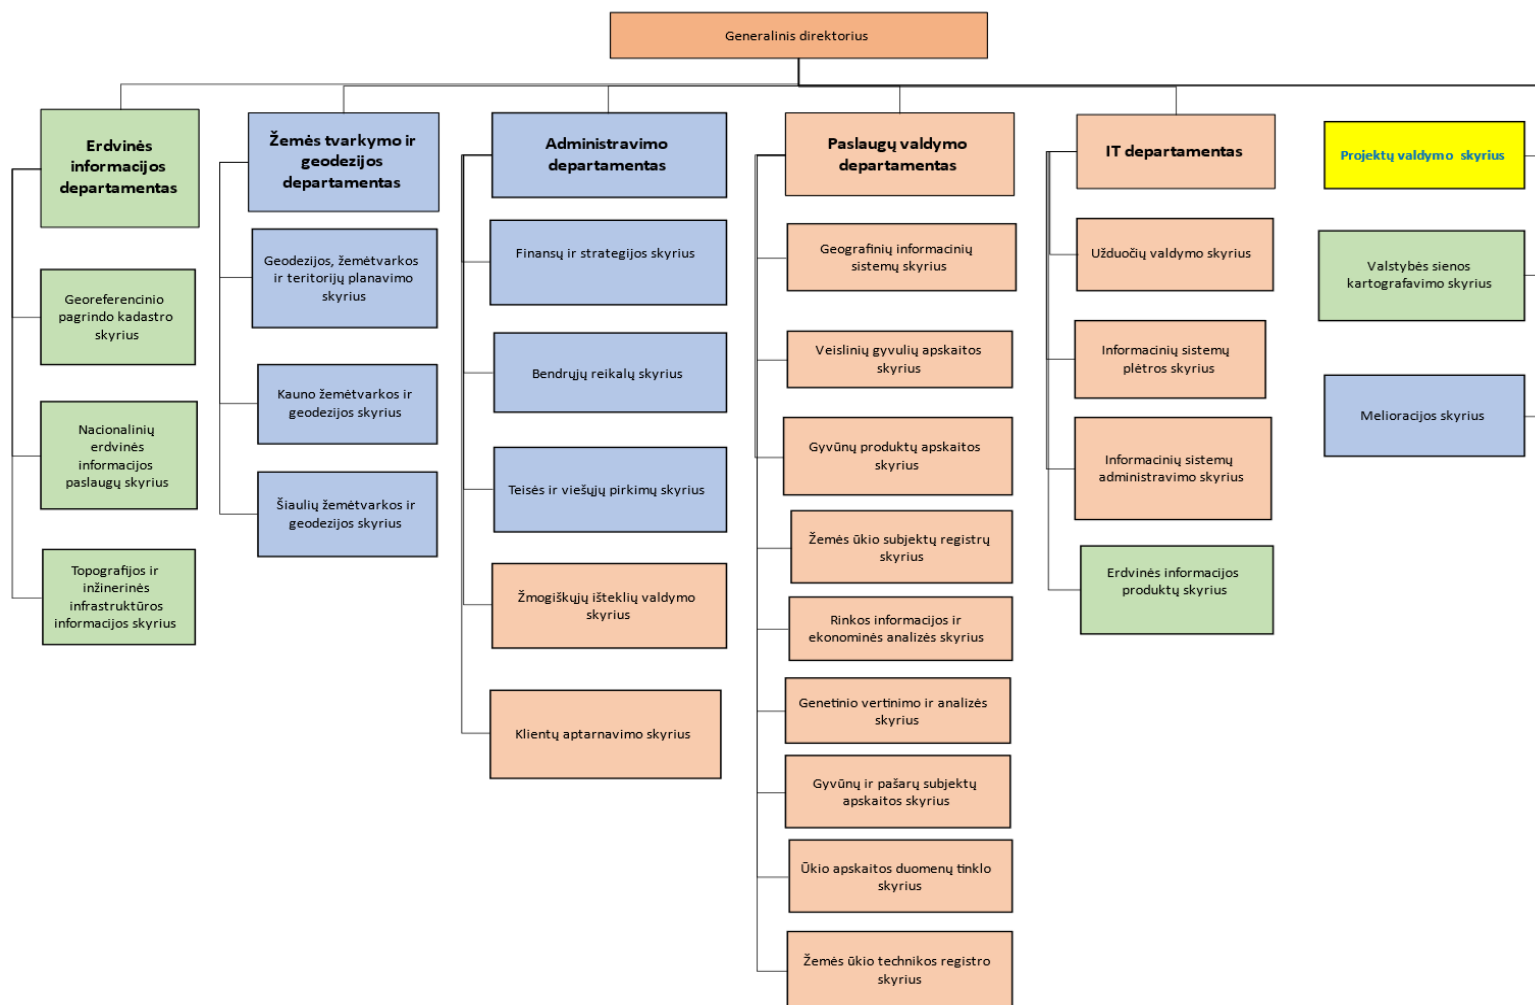 Generalinis direktorius
Erdvinės
informacijos
departamentas
Georeferencinio
pagrindo kadastro
skyrius
Nacionalinių
erdvinės
informacijos
paslaugų skyrius
Topografijos ir
inžinerinės
infrastruktūros
informacijos skyrius
Žemės tvarkymo ir
geodezijos
departamentas
Geodezijos, žemėtvarkos
ir teritorijų planavimo
skyrius
Kauno žemėtvarkos ir
geodezijos skyrius
Šiaulių žemėtvarkos ir
geodezijos skyrius
Administravimo
departamentas
Finansų ir strategijos skyrius
Bendrųjų reikalų skyrius
Teisės ir viešųjų pirkimų skyrius
Žmogiškųjų išteklių valdymo
skyrius
Klientų aptarnavimo skyrius
Paslaugų valdymo
departamentas
Geografinių informacinių
sistemų skyrius
Veislinių gyvulių apskaitos
skyrius
Gyvūnų produktų apskaitos
skyrius
Žemės ūkio subjektų registrų
skyrius
Rinkos informacijos ir
ekonominės analizės skyrius
Genetinio vertinimo ir analizės
skyrius
Gyvūnų ir pašarų subjektų
apskaitos skyrius
Ūkio apskaitos duomenų tinklo
skyrius
Žemės ūkio technikos registro
skyrius
IT departamentas
Užduočių valdymo skyrius
Informacinių sistemų
plėtros skyrius
Informacinių sistemų
administravimo skyrius
Erdvinės informacijos
produktų skyrius
Projektų valdymo skyrius
Valstybės sienos
kartografavimo skyrius
Melioracijos skyrius